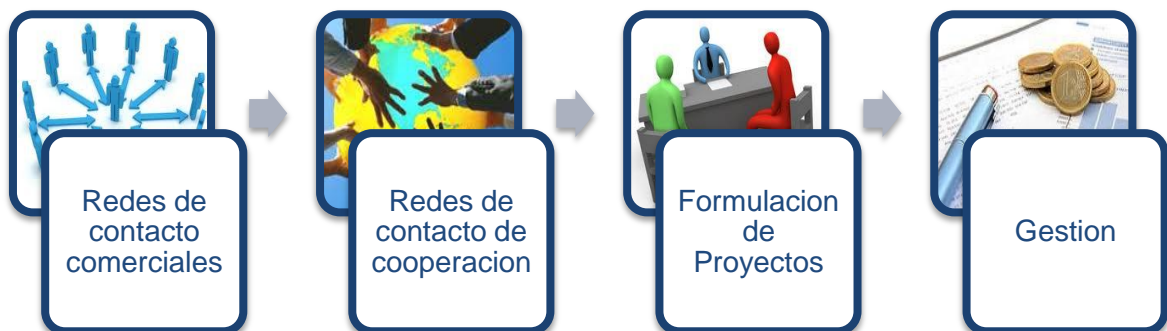 Redes de
contacto
comerciales
Redes de
contacto de
cooperacion
Formulacion
de
Proyectos
Gestion